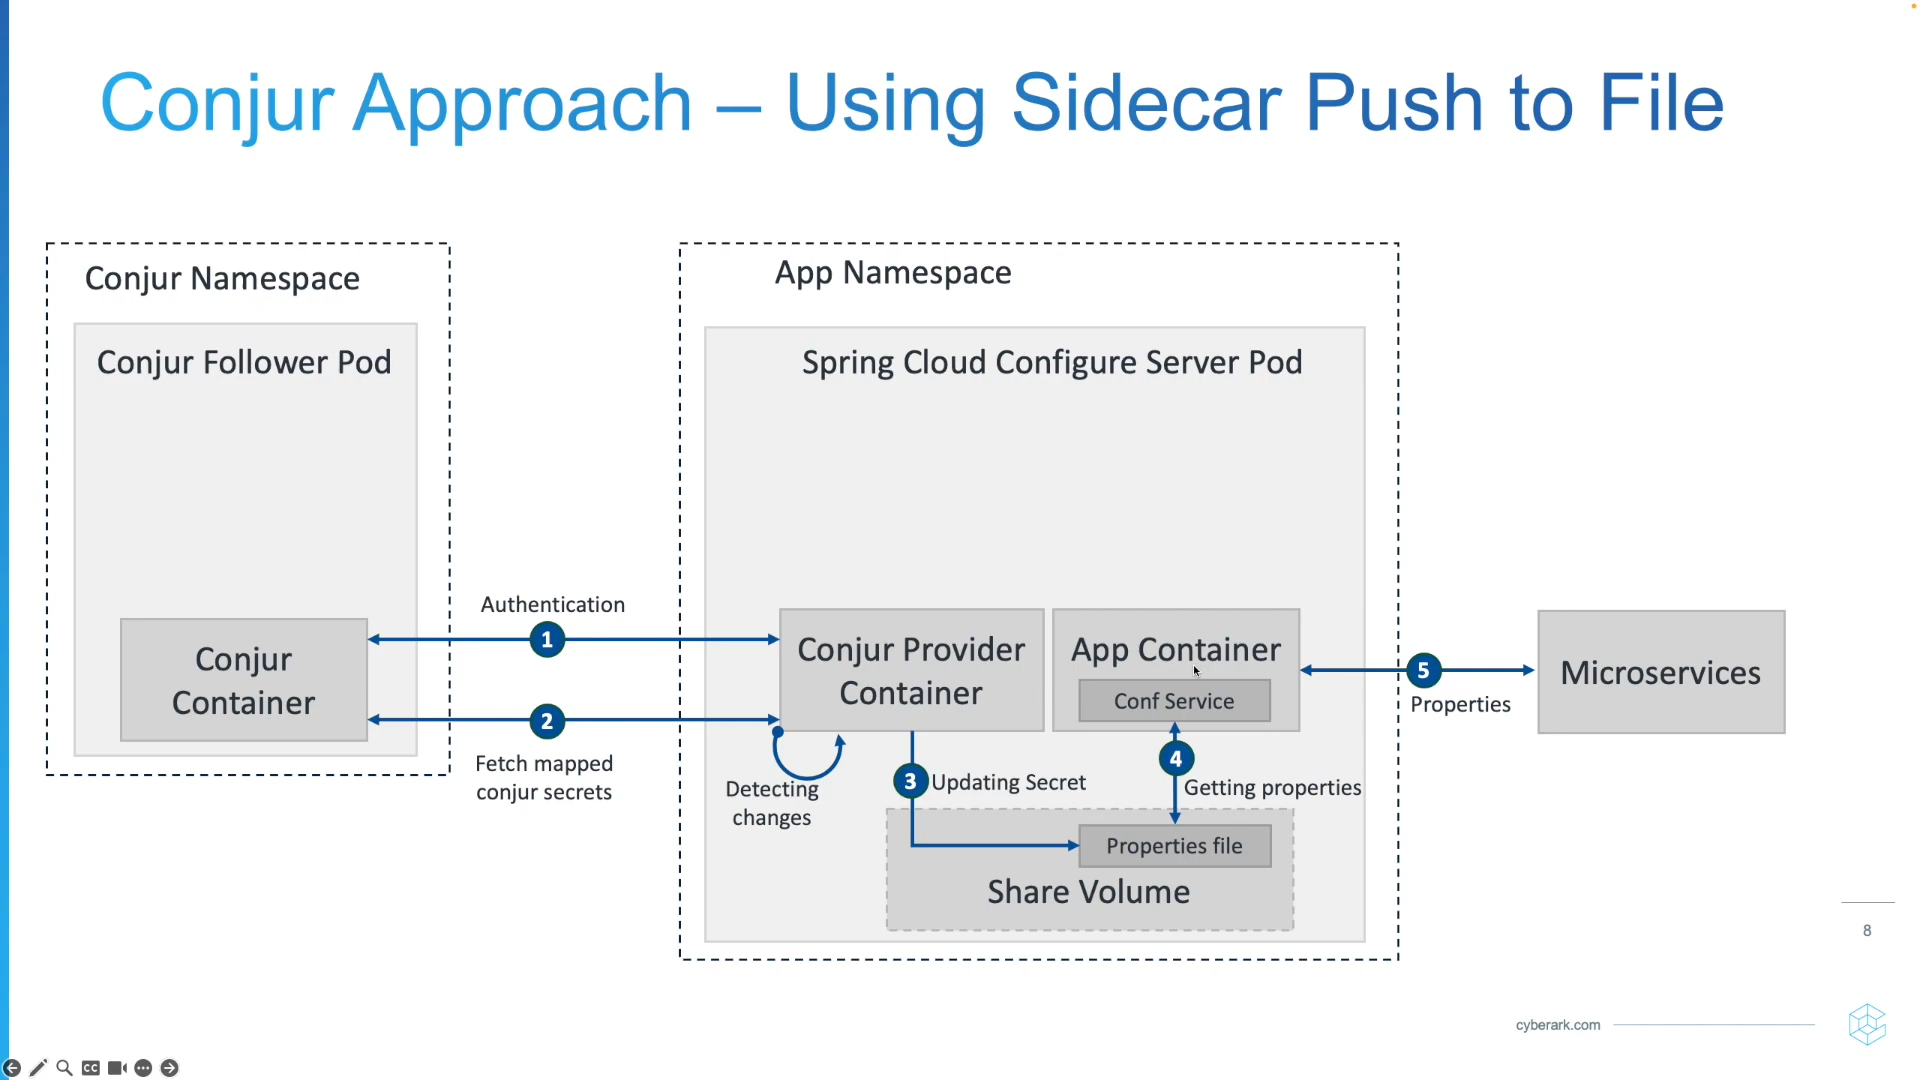 Conjur Approach – Using Sidecar Push to File
Conjur Namespace
Conjur Follower Pod
Conjur
Container
Authentication
1
2
Fetch mapped
conjur secrets
App Namespace
Spring Cloud Configure Server Pod
Conjur Provider
Container
App Container
Conf Service
Detecting
changes
3
Updating Secret
4
Getting properties
Properties file
Share Volume
5
Properties
Microservices
8
cyberark.com
CC